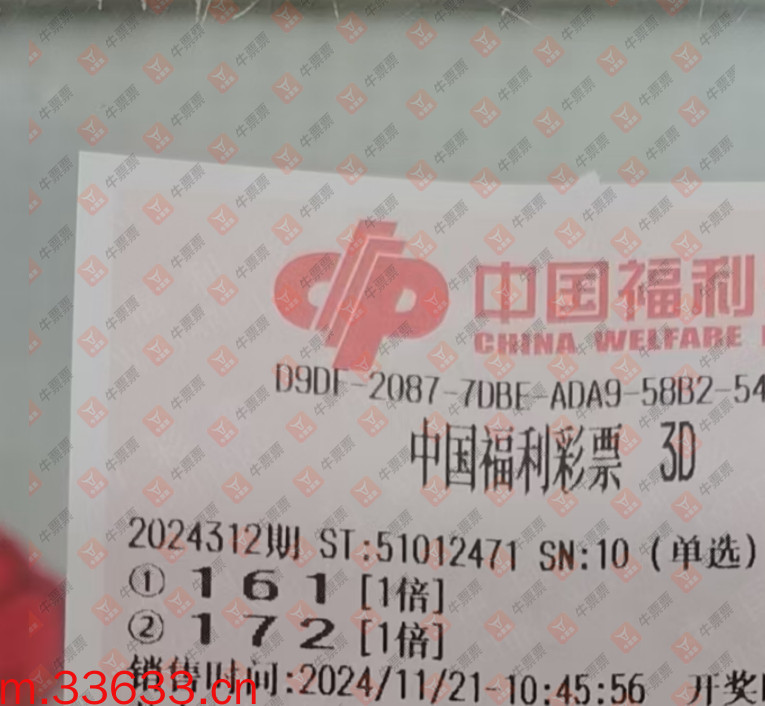 中国福利
CHINA WELFARE
D9DF-2087-7DBE-ADA9-58B2-54
中国福利彩票 3D
2024312期 ST:51012471 SN:10 (单选)
① 1 6 1 [1倍]
② 1 7 2 [1倍]
销售时间:2024/11/21-10:45:56 开奖
m.33633.cn
牛票票